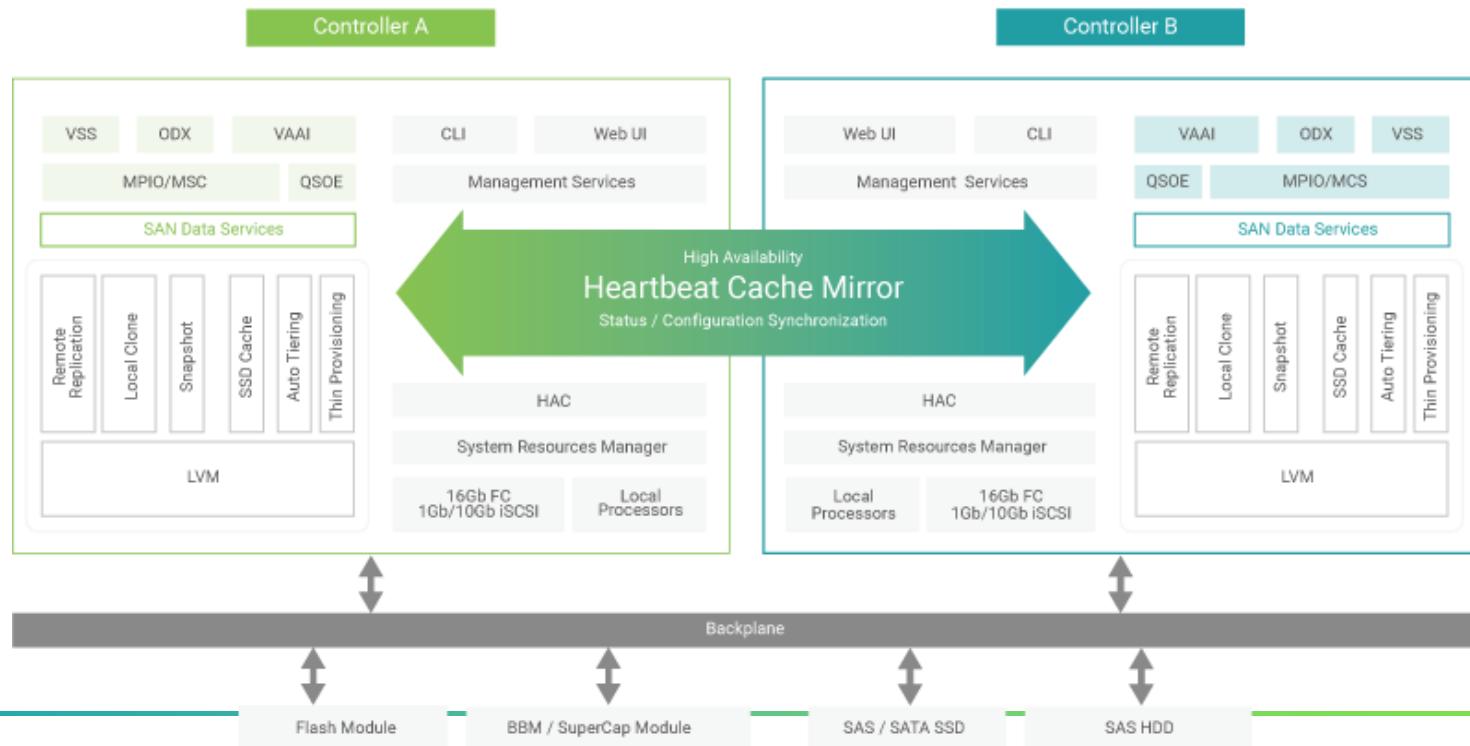 Controller A
Controller B
VSS
ODX
VAAI
CLI
Web UI
MPIO/MSC
QSOE
Management Services
SAN Data Services
Remote
Replication
Local Clone
Snapshot
SSD Cache
Auto Tiering
Thin Provisioning
LVM
HAC
System Resources Manager
16Gb FC
1Gb/10Gb iSCSI
Local
Processors
High Availability
Heartbeat Cache Mirror
Status / Configuration Synchronization
Web UI
CLI
VAAI
ODX
VSS
Management Services
QSOE
MPIO/MCS
SAN Data Services
HAC
System Resources Manager
Local
Processors
16Gb FC
1Gb/10Gb iSCSI
Remote
Replication
Local Clone
Snapshot
SSD Cache
Auto Tiering
Thin Provisioning
LVM
Backplane
Flash Module
BBM / SuperCap Module
SAS / SATA SSD
SAS HDD